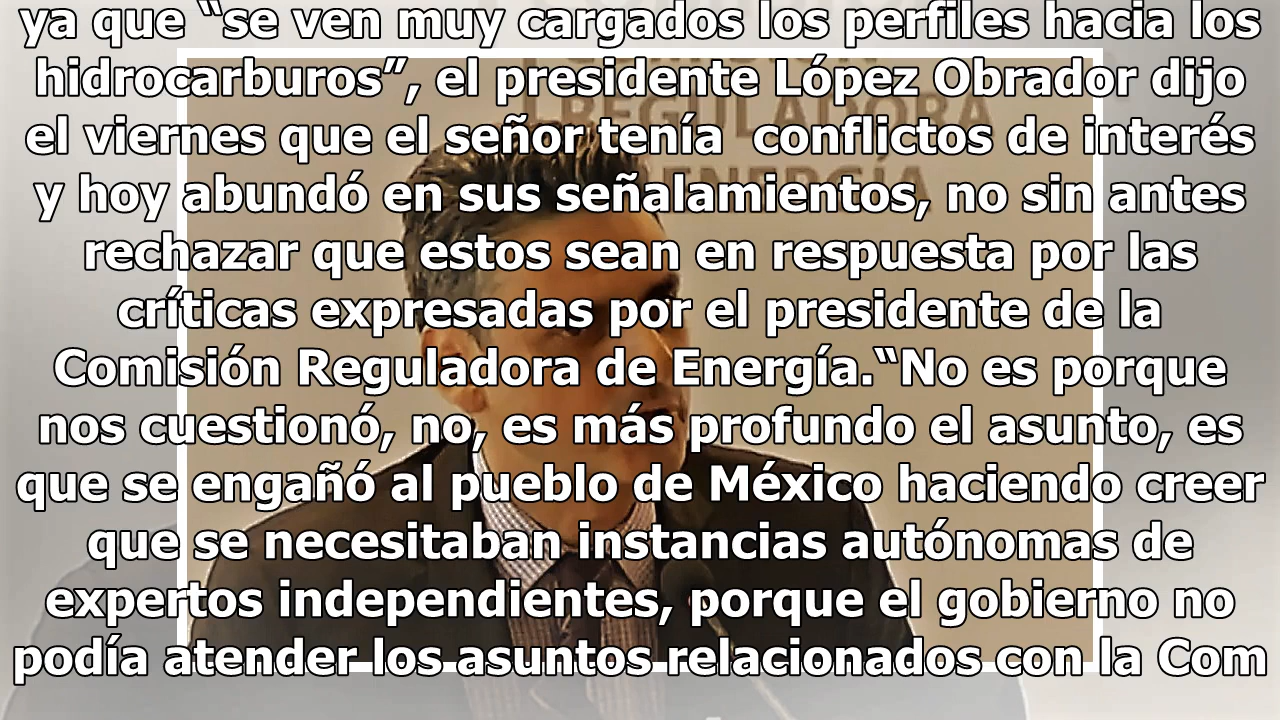 ya que “se ven muy cargados los perfiles hacia los
hidrocarburos”, el presidente López Obrador dijo
el viernes que el señor tenía conflictos de interés
y hoy abundó en sus señalamientos, no sin antes
rechazar que estos sean en respuesta por las
críticas expresadas por el presidente de la
Comisión Reguladora de Energía.“No es porque
nos cuestionó, no, es más profundo el asunto, es
que se engañó al pueblo de México haciendo creer
que se necesitaban instancias autónomas de
expertos independientes, porque el gobierno no
podía atender los asuntos relacionados con la Com
REGULADORA
ENERGÍA